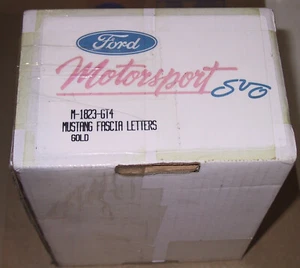 Ford
Motorsport SVO
M-1823-GT4
MUSTANG FASCIA LETTERS
GOLD